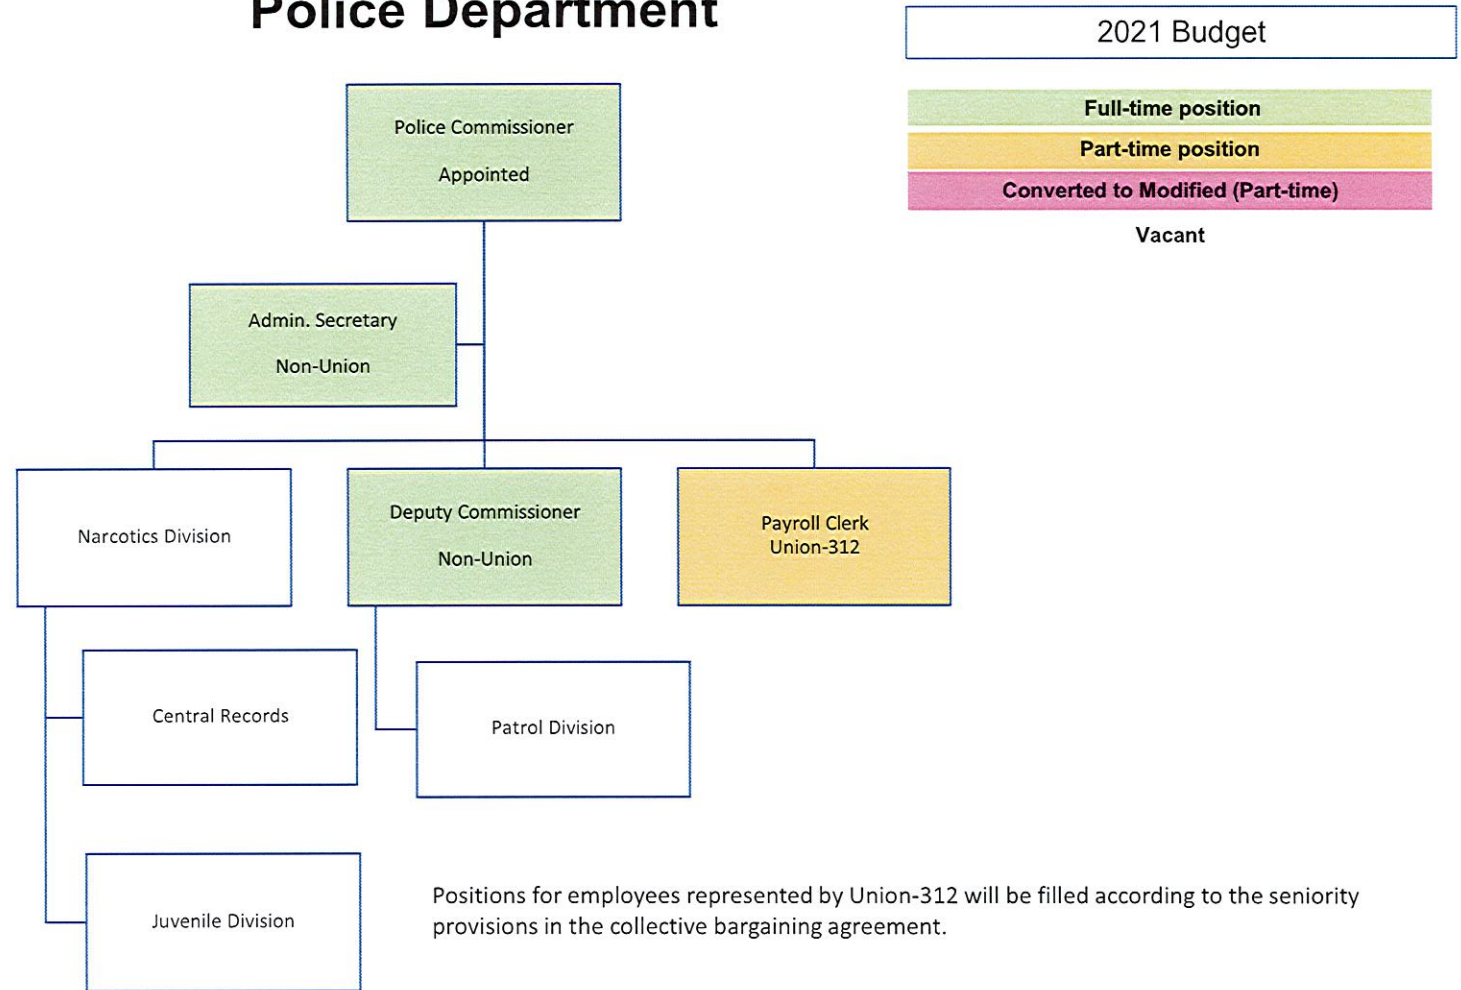 Police Department
2021 Budget
Full-time position
Part-time position
Converted to Modified (Part-time)
Vacant
Police Commissioner
Appointed
Admin. Secretary
Non-Union
Narcotics Division
Deputy Commissioner
Non-Union
Payroll Clerk
Union-312
Central Records
Patrol Division
Juvenile Division
Positions for employees represented by Union-312 will be filled according to the seniority
provisions in the collective bargaining agreement.